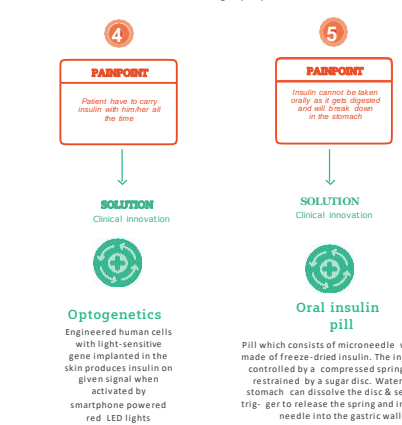 4
PAINPOINT
Patient have to carry
insulin with him/her all
the time
SOLUTION
Clinical innovation
Optogenetics
Engineered human cells
with light-sensitive
gene implanted in the
skin produces insulin on
given signal when
activated by
smartphone powered
red LED lights
5
PAINPOINT
Insulin cannot be taken
orally as it gets digested
and will break down
in the stomach
SOLUTION
Clinical innovation
Oral insulin
pill
Pill which consists of microneedle
made of freeze-dried insulin. The
controlled by a compressed spring
restrained by a sugar disc. Water
stomach can dissolve the disc &
trig- ger to release the spring and
needle into the gastric wall